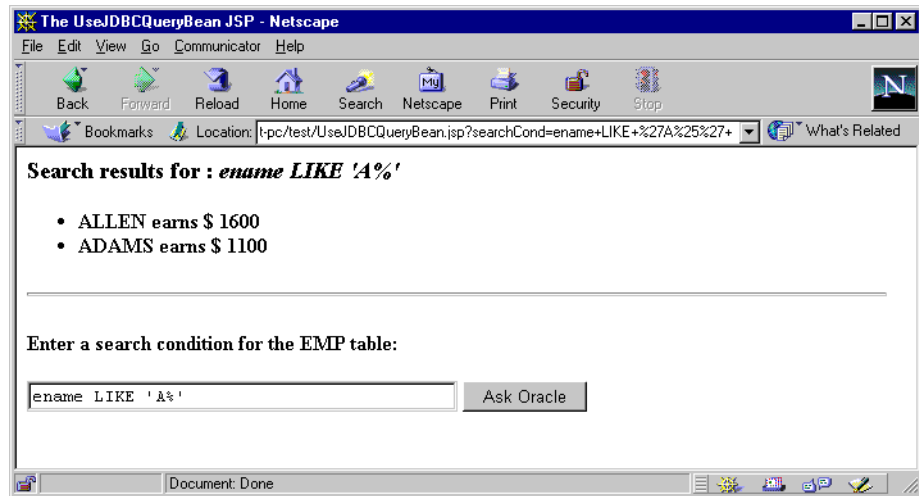 The UseJDBCQueryBean JSP - Netscape
File Edit View Go Communicator Help
Back Forward Reload Home Search My Netscape Print Security Stop N
Bookmarks Location: t-pc/test/UseJDBCQueryBean.jsp?searchCond=ename+LIKE+%27A%25%27+ What's Related
Search results for : ename LIKE 'A%'
• ALLEN earns $ 1600
• ADAMS earns $ 1100
Enter a search condition for the EMP table:
ename LIKE 'A%' Ask Oracle
Document: Done